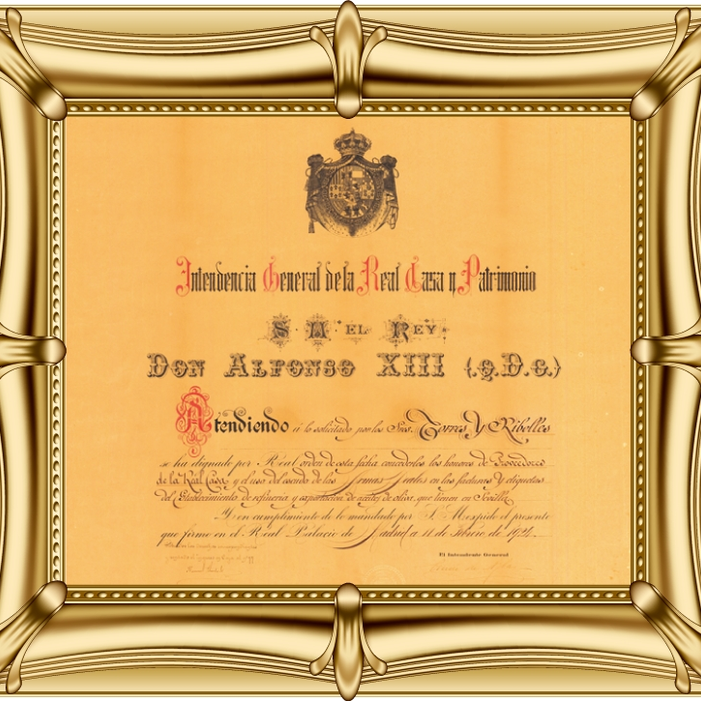 Intendencia General de la Real Casa y Patrimonio
S. M. EL REY
DON ALFONSO XIII (.Q.D.G.)
Atendiendo á lo solicitado por los Sres. Torres Y Ribelles
se ha dignado por Real orden de esta fecha concederles los honores de Proveedores
de la Real Casa y el uso del escudo de las Armas Reales en las facturas y etiquetas
del Establecimiento de refinería y exportación de aceites de oliva, que tienen en Sevilla.
Y en cumplimiento de lo mandado por S. M. expido el presente
que firmo en el Real Palacio de Madrid a 11 de Febrero de
El Intendente General